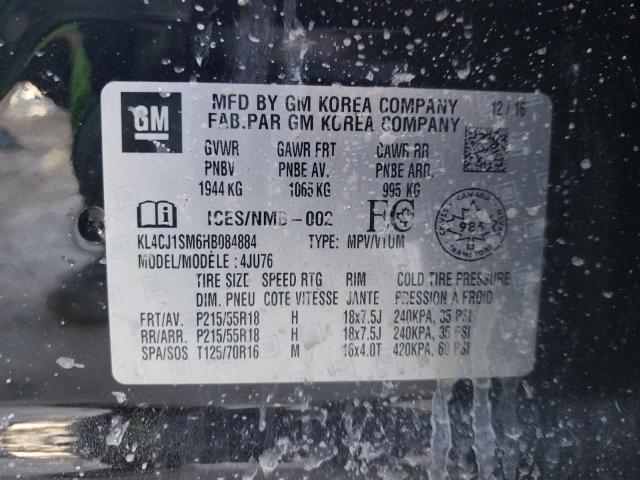 GM
MFD BY GM KOREA COMPANY 12/16
FAB.PAR GM KOREA COMPANY
GVWR GAWR FRT GAWR RR
PNBV PNBE AV. PNBE ARR.
1944 KG 1065 KG 995 KG
ICES/NMB-002 FC
KL4CJ1SM6HB084884 TYPE: MPV/VTUM
MODEL/MODÈLE: 4JU76
CANADA
985
TIRE SIZE SPEED RTG RIM COLD TIRE PRESSURE
DIM. PNEU COTE VITESSE JANTE PRESSION À FROID
FRT/AV. P215/55R18 H 18x7.5J 240KPA, 35 PSI
RR/ARR. P215/55R18 H 18x7.5J 240KPA, 35 PSI
SPA/SOS T125/70R16 M 16x4.0T 420KPA, 60 PSI